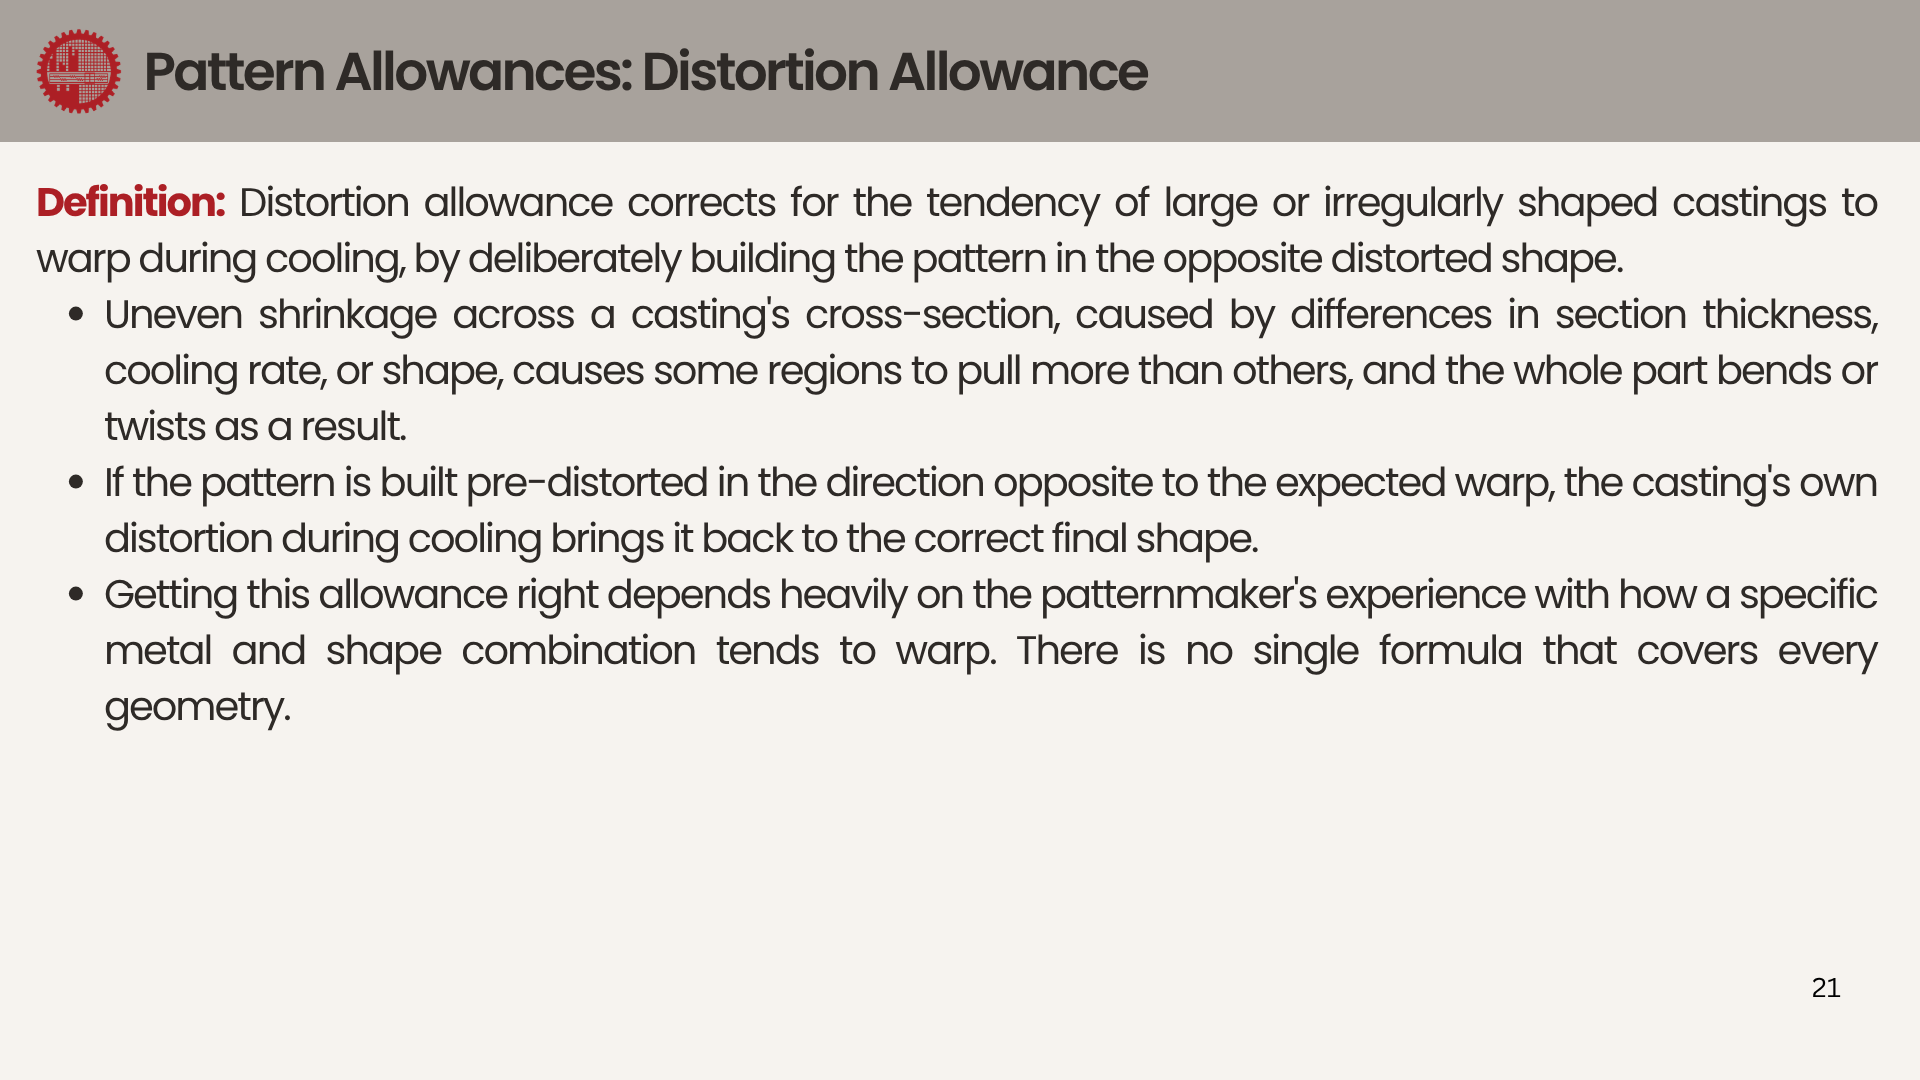 Pattern Allowances: Distortion Allowance
Definition: Distortion allowance corrects for the tendency of large or irregularly shaped castings to
warp during cooling, by deliberately building the pattern in the opposite distorted shape.
• Uneven shrinkage across a casting's cross-section, caused by differences in section thickness,
cooling rate, or shape, causes some regions to pull more than others, and the whole part bends or
twists as a result.
• If the pattern is built pre-distorted in the direction opposite to the expected warp, the casting's own
distortion during cooling brings it back to the correct final shape.
• Getting this allowance right depends heavily on the patternmaker's experience with how a specific
metal and shape combination tends to warp. There is no single formula that covers every
geometry.
21